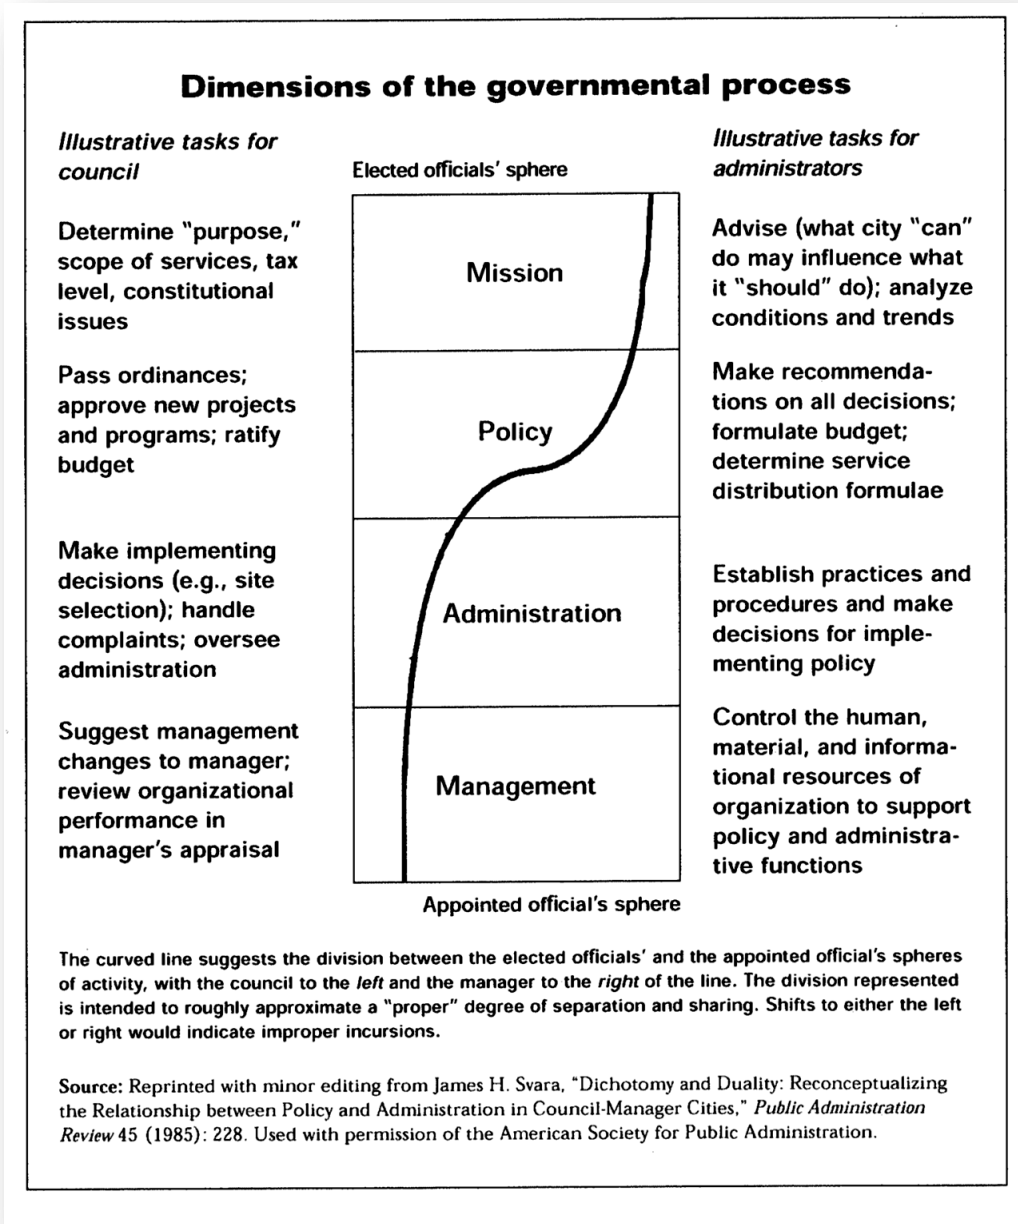 Dimensions of the governmental process
Illustrative tasks for
council
Determine "purpose,"
scope of services, tax
level, constitutional
issues
Pass ordinances;
approve new projects
and programs; ratify
budget
Make implementing
decisions (e.g., site
selection); handle
complaints; oversee
administration
Suggest management
changes to manager;
review organizational
performance in
manager's appraisal
Elected officials' sphere
Mission
Policy
Administration
Management
Appointed official's sphere
Illustrative tasks for
administrators
Advise (what city "can"
do may influence what
it "should" do); analyze
conditions and trends
Make recommenda-
tions on all decisions;
formulate budget;
determine service
distribution formulae
Establish practices and
procedures and make
decisions for imple-
menting policy
Control the human,
material, and informa-
tional resources of
organization to support
policy and administra-
tive functions
The curved line suggests the division between the elected officials' and the appointed official's spheres
of activity, with the council to the left and the manager to the right of the line. The division represented
is intended to roughly approximate a "proper" degree of separation and sharing. Shifts to either the left
or right would indicate improper incursions.
Source: Reprinted with minor editing from James H. Svara, "Dichotomy and Duality: Reconceptualizing
the Relationship between Policy and Administration in Council-Manager Cities," Public Administration
Review 45 (1985): 228. Used with permission of the American Society for Public Administration.